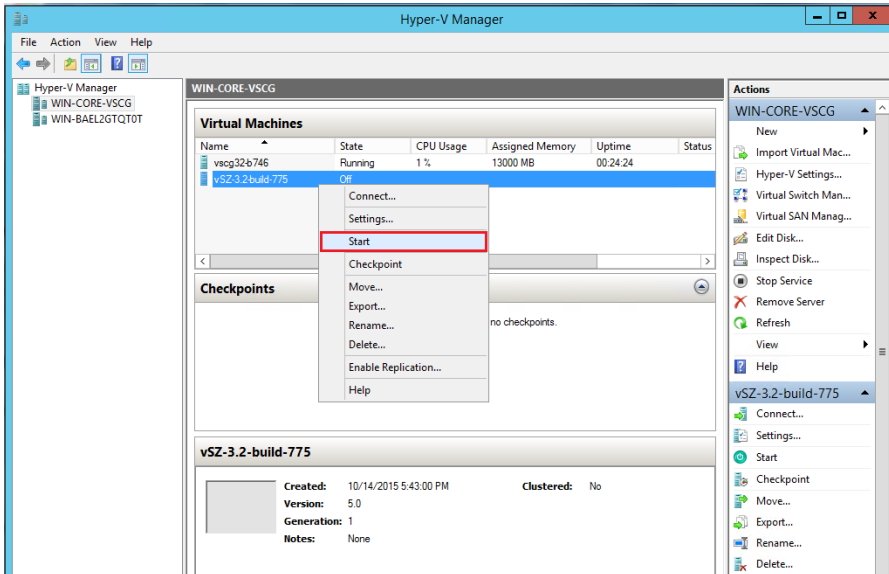 Hyper-V Manager
File Action View Help
Hyper-V Manager
WIN-CORE-VSCG
WIN-BAEL2GTQT0T
WIN-CORE-VSCG
Virtual Machines
Name State CPU Usage Assigned Memory Uptime Status
vscg32-b746 Running 1 % 13000 MB 00:24:24
vSZ-3.2-build-775 Off
Connect...
Settings...
Start
Checkpoint
Move...
Export...
Rename...
Delete...
Enable Replication...
Help
Checkpoints
no checkpoints.
vSZ-3.2-build-775
Created: 10/14/2015 5:43:00 PM Clustered: No
Version: 5.0
Generation: 1
Notes: None
Actions
WIN-CORE-VSCG
New
Import Virtual Mac...
Hyper-V Settings...
Virtual Switch Man...
Virtual SAN Manag...
Edit Disk...
Inspect Disk...
Stop Service
Remove Server
Refresh
View
Help
vSZ-3.2-build-775
Connect...
Settings...
Start
Checkpoint
Move...
Export...
Rename...
Delete...